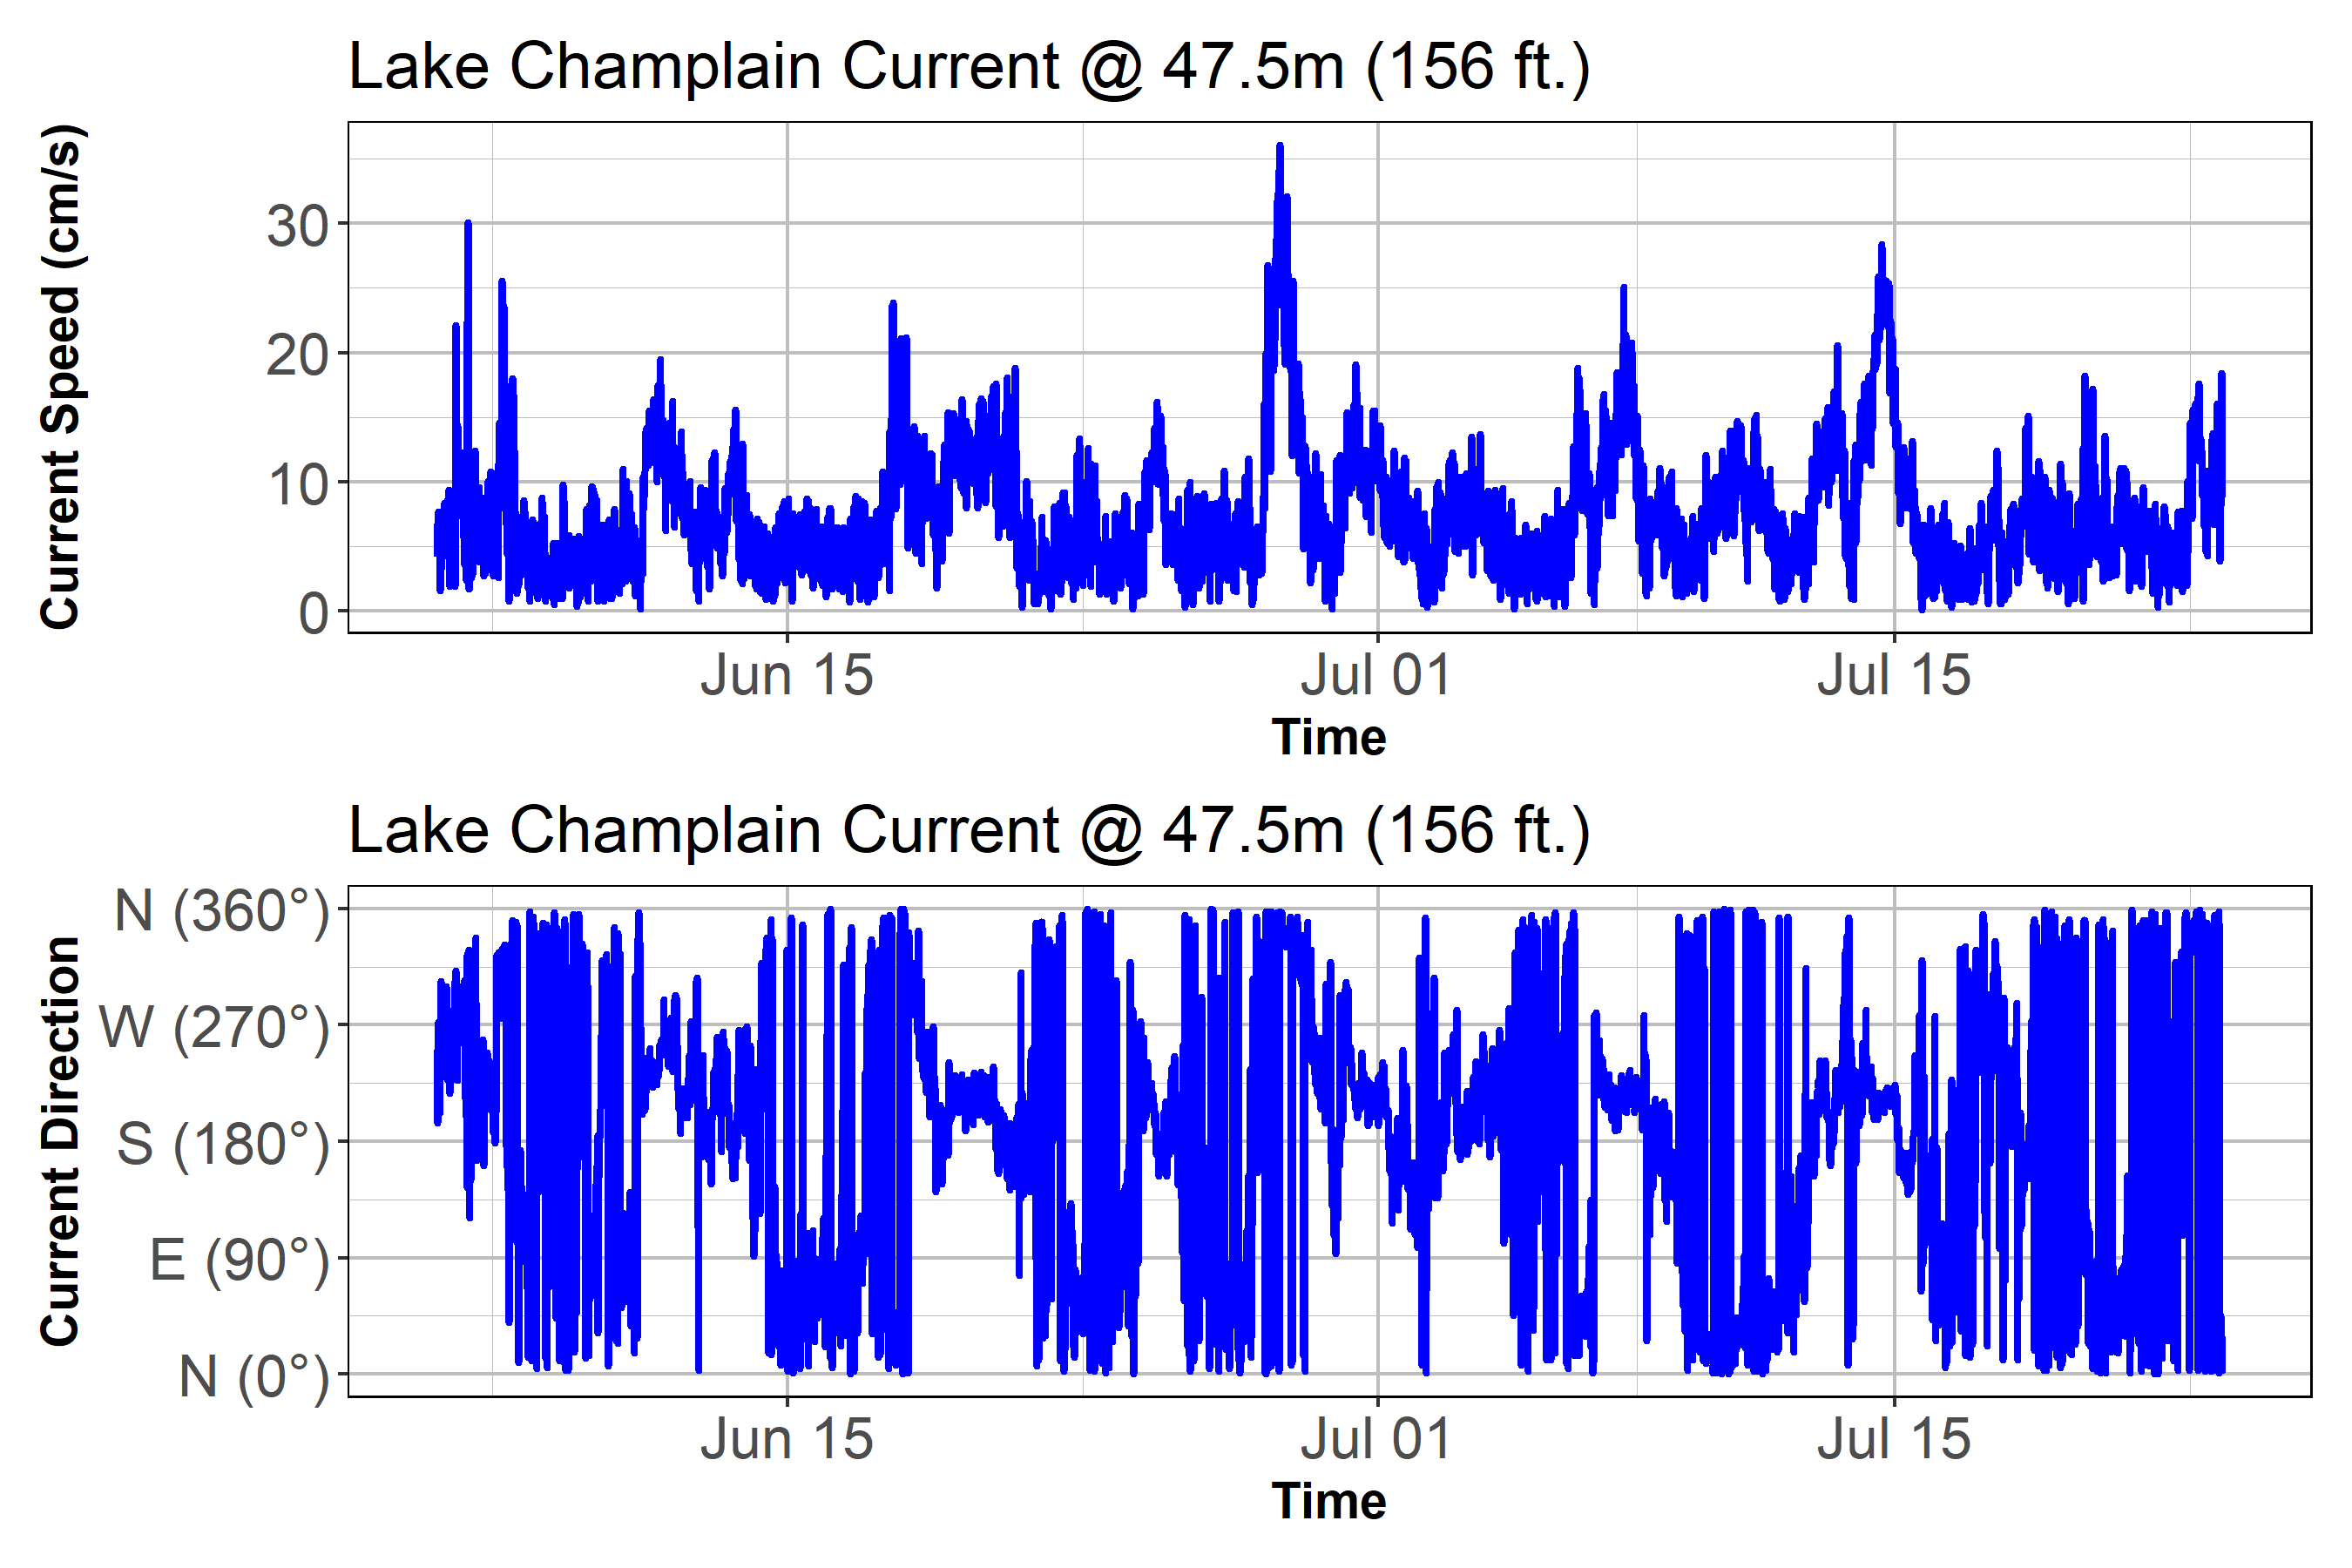 Lake Champlain Current @ 47.5m (156 ft.)
Current Speed (cm/s)
30
20
10
0
Jun 15 Jul 01 Jul 15
Time
Lake Champlain Current @ 47.5m (156 ft.)
Current Direction
N (360°)
W (270°)
S (180°)
E (90°)
N (0°)
Jun 15 Jul 01 Jul 15
Time